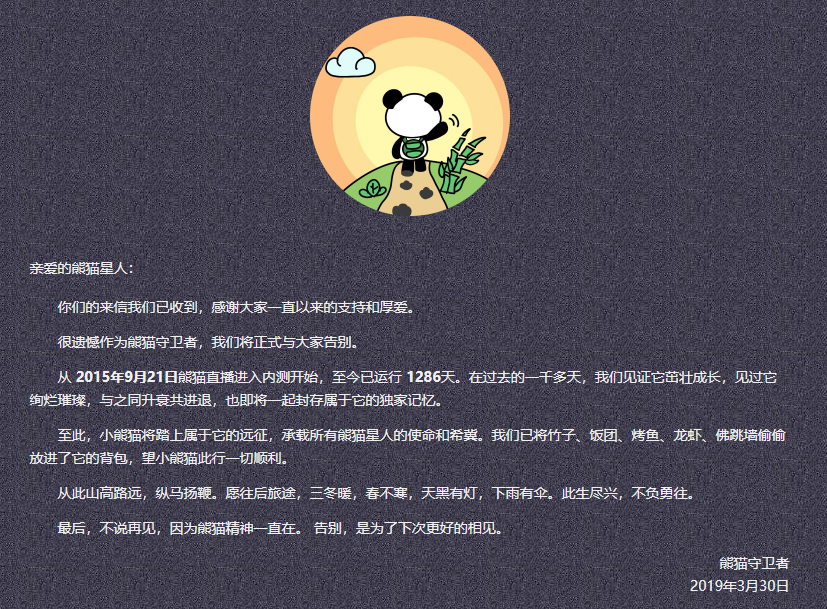 亲爱的熊猫星人：
你们的来信我们已收到，感谢大家一直以来的支持和厚爱。
很遗憾作为熊猫守卫者，我们将正式与大家告别。
从 2015年9月21日熊猫直播进入内测开始，至今已运行 1286天。在过去的一千多天，我们见证它茁壮成长，见过它
绚烂璀璨，与之同升衰共进退，也即将一起封存属于它的独家记忆。
至此，小熊猫将踏上属于它的远征，承载所有熊猫星人的使命和希冀。我们已将竹子、饭团、烤鱼、龙虾、佛跳墙偷偷
放进了它的背包，望小熊猫此行一切顺利。
从此山高路远，纵马扬鞭。愿往后旅途，三冬暖，春不寒，天黑有灯，下雨有伞。此生尽兴，不负勇往。
最后，不说再见，因为熊猫精神一直在。 告别，是为了下次更好的相见。
熊猫守卫者
2019年3月30日